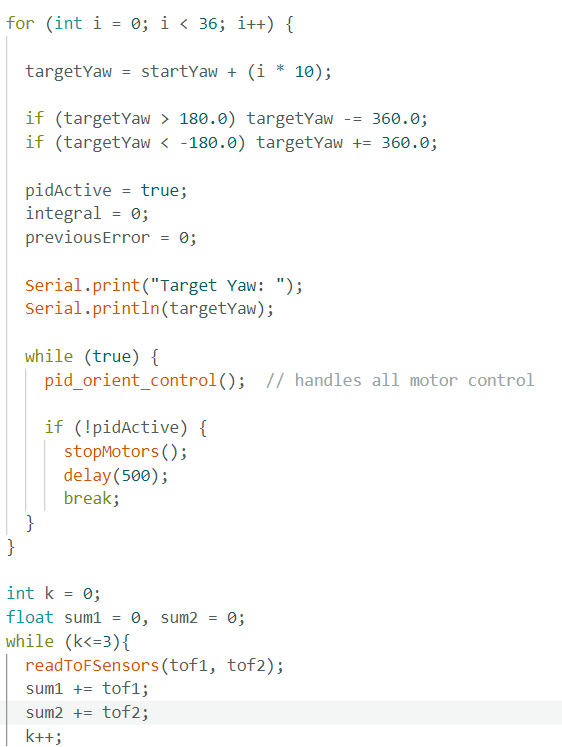 for (int i = 0; i < 36; i++) {
targetYaw = startYaw + (i * 10);
if (targetYaw > 180.0) targetYaw -= 360.0;
if (targetYaw < -180.0) targetYaw += 360.0;
pidActive = true;
integral = 0;
previousError = 0;
Serial.print("Target Yaw: ");
Serial.println(targetYaw);
while (true) {
pid_orient_control();  // handles all motor control
if (!pidActive) {
stopMotors();
delay(500);
break;
}
}
int k = 0;
float sum1 = 0, sum2 = 0;
while (k<=3){
readToFSensors(tof1, tof2);
sum1 += tof1;
sum2 += tof2;
k++;